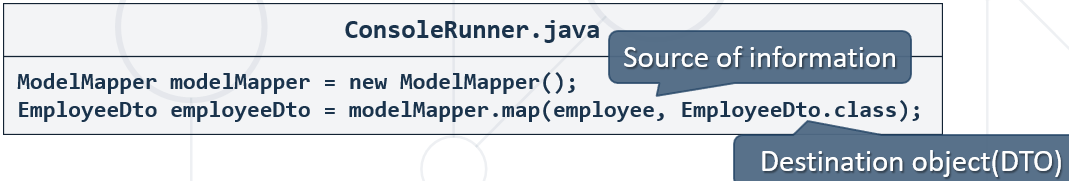 ConsoleRunner.java
Source of information
ModelMapper modelMapper = new ModelMapper();
EmployeeDto employeeDto = modelMapper.map(employee, EmployeeDto.class);
Destination object(DTO)